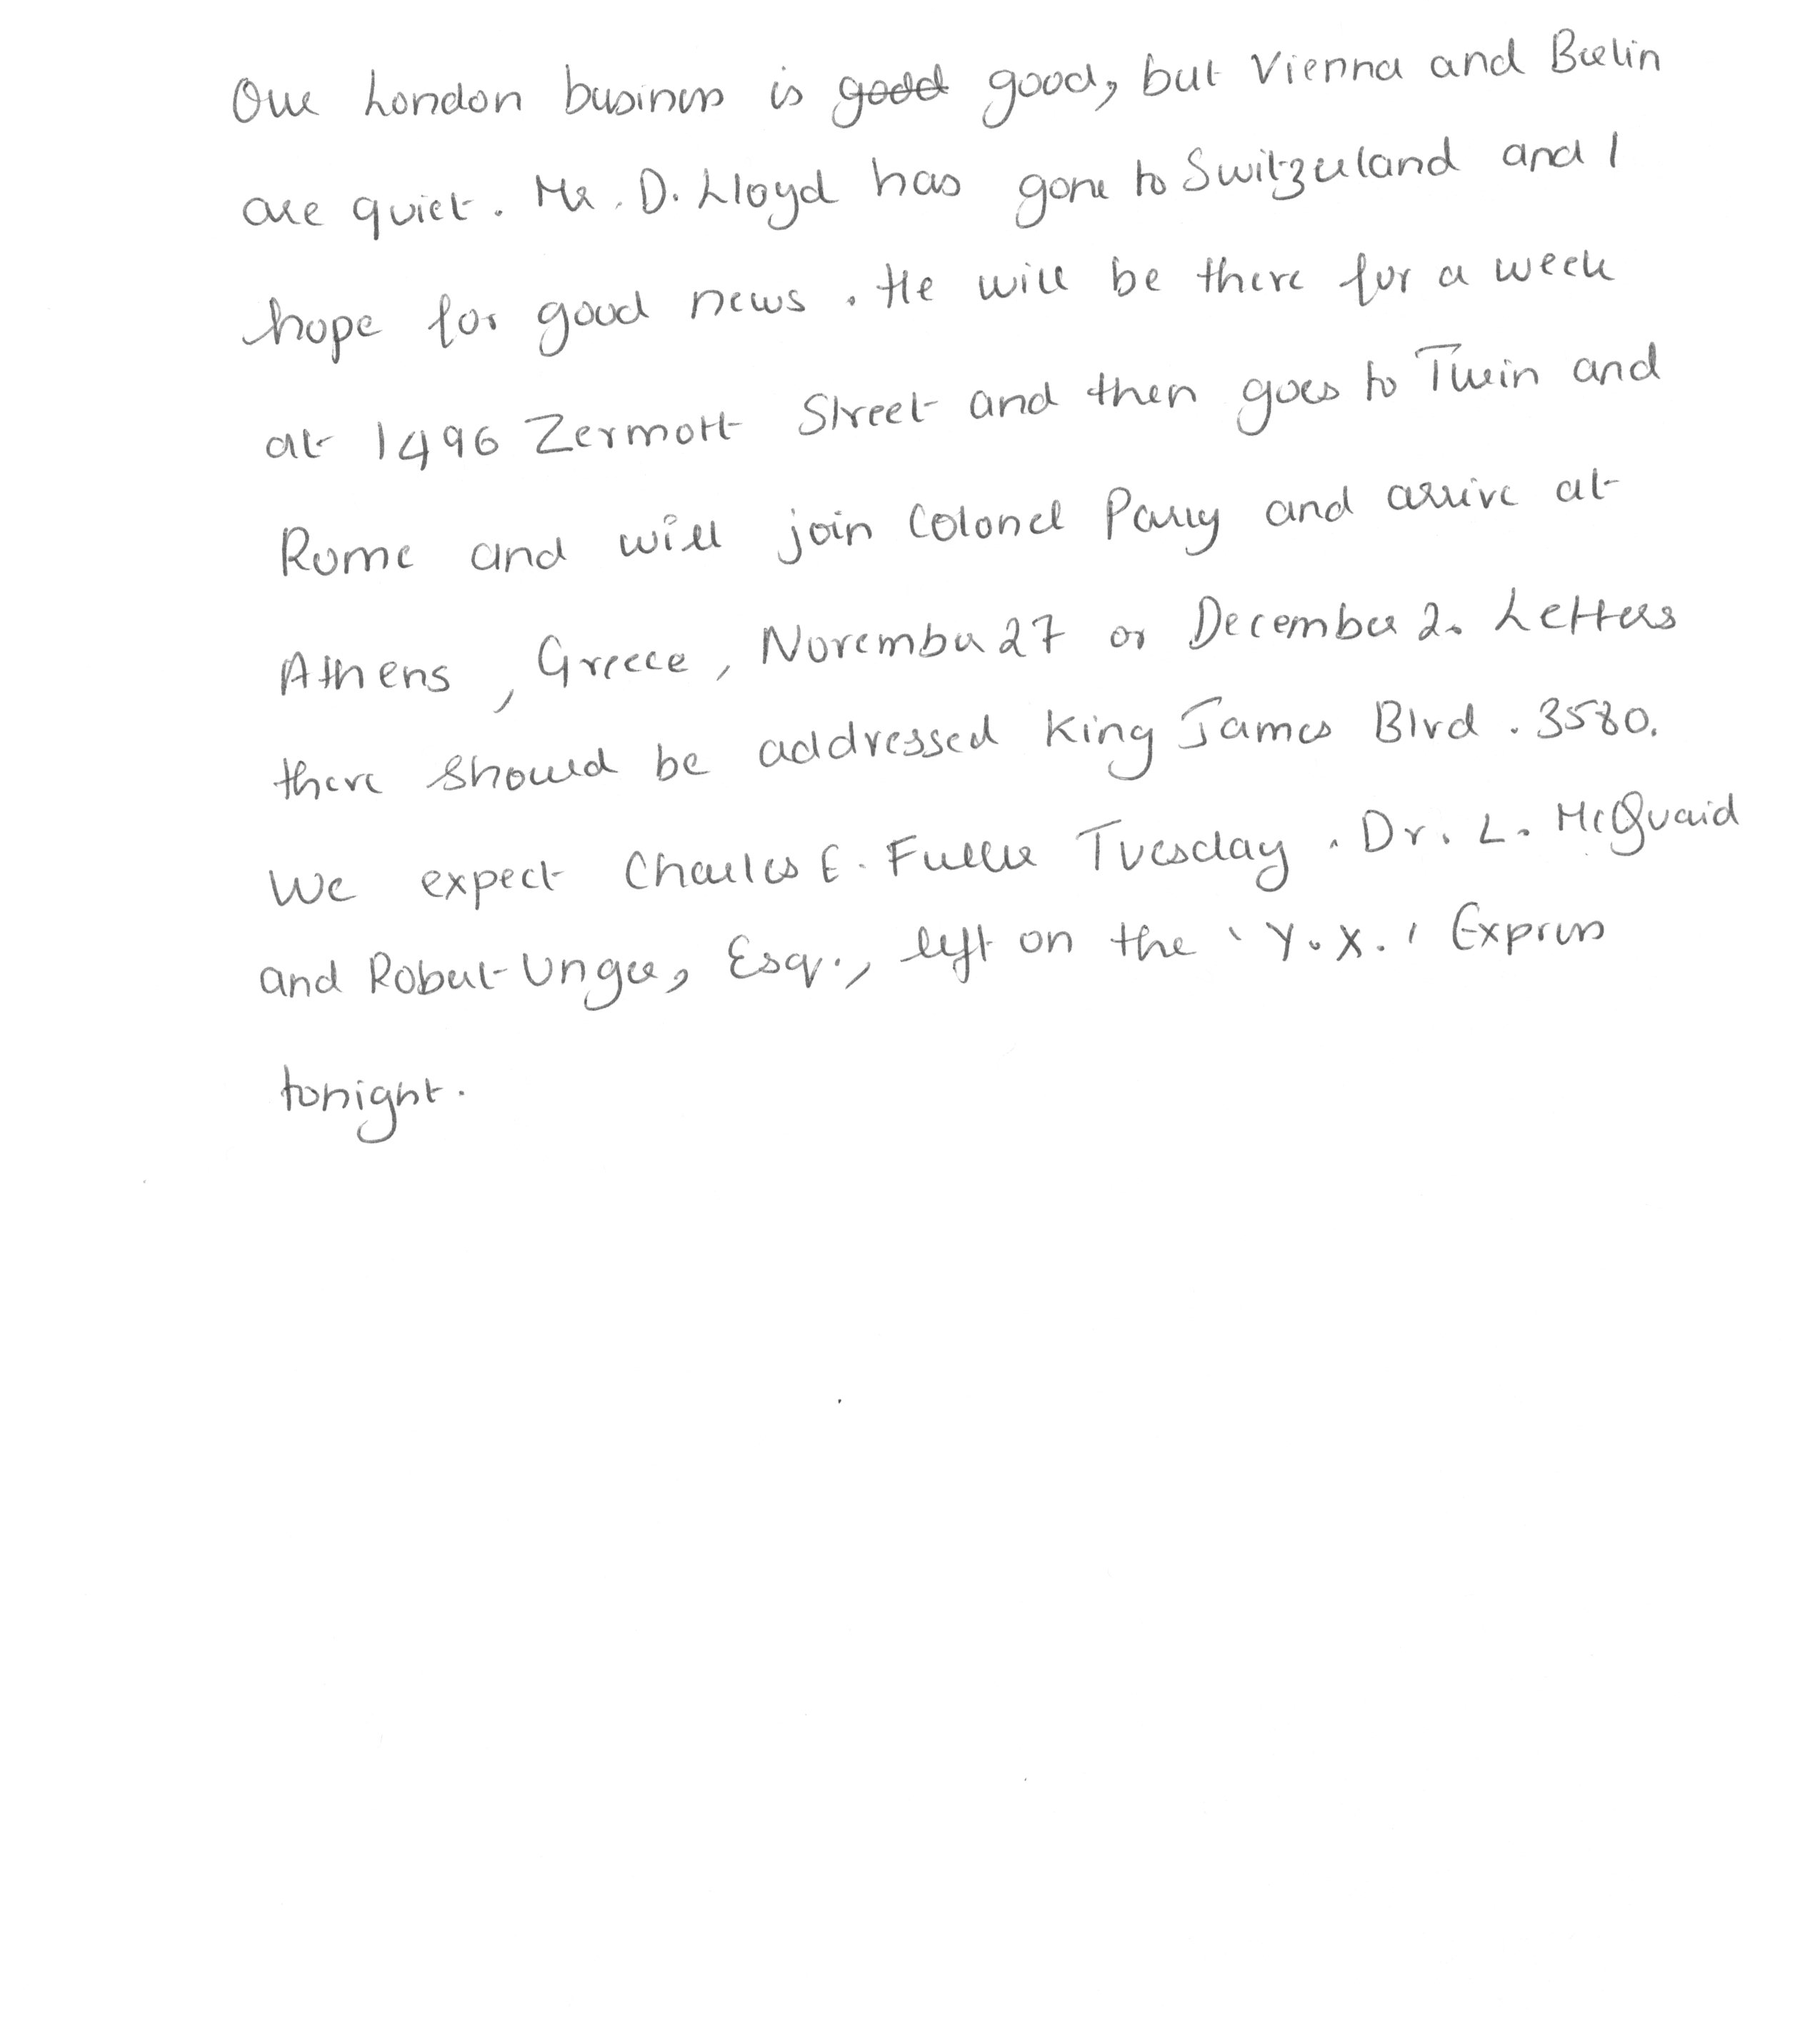 Our London business is good good, but Vienna and Berlin
are quiet. Mr. D. Lloyd has gone to Switzerland and I
hope for good news. He will be there for a week
at 1496 Zermott Street and then goes to Turin and
Rome and will join Colonel Parry and arrive at
Athens, Greece, November 27 or December 2. Letters
there should be addressed King James Blvd. 3580.
We expect Charles E. Fuller Tuesday. Dr. L. McQuaid
and Robert Unger, Esq., left on the 'Y.X.' Express
tonight.